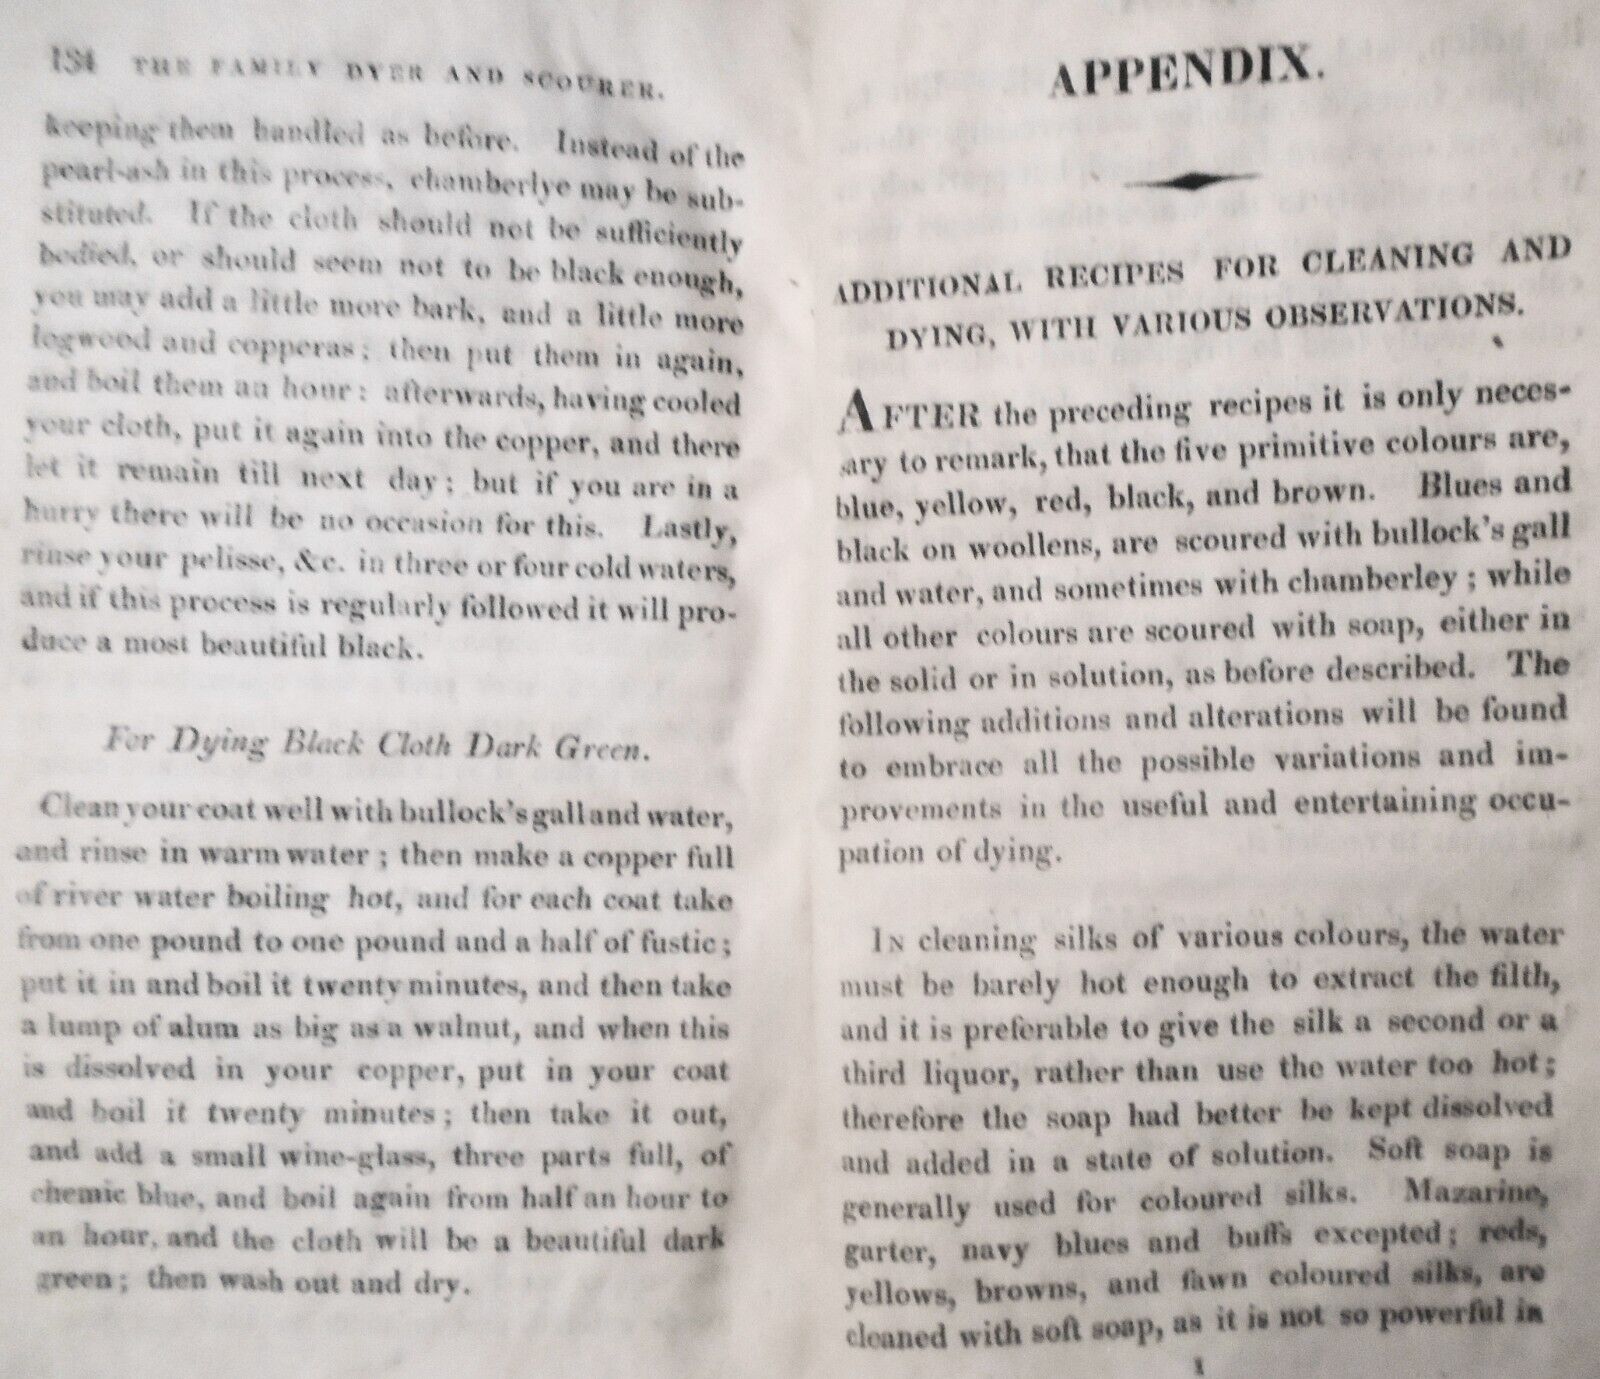 184 THE FAMILY DYER AND SCOURER.
keeping them handled as before. Instead of the
pearl-ash in this process, chamberlye may be sub-
stituted. If the cloth should not be sufficiently
bodied, or should seem not to be black enough,
you may add a little more bark, and a little more
logwood and copperas; then put them in again,
and boil them an hour: afterwards, having cooled
your cloth, put it again into the copper, and there
let it remain till next day; but if you are in a
hurry there will be no occasion for this. Lastly,
rinse your pelisse, &c. in three or four cold waters,
and if this process is regularly followed it will pro-
duce a most beautiful black.
For Dying Black Cloth Dark Green.
Clean your coat well with bullock's gall and water,
and rinse in warm water; then make a copper full
of river water boiling hot, and for each coat take
from one pound to one pound and a half of fustic;
put it in and boil it twenty minutes, and then take
a lump of alum as big as a walnut, and when this
is dissolved in your copper, put in your coat
and boil it twenty minutes; then take it out,
and add a small wine-glass, three parts full, of
chemic blue, and boil again from half an hour to
an hour, and the cloth will be a beautiful dark
green; then wash out and dry.
APPENDIX.
ADDITIONAL RECIPES FOR CLEANING AND
DYING, WITH VARIOUS OBSERVATIONS.
AFTER the preceding recipes it is only neces-
sary to remark, that the five primitive colours are,
blue, yellow, red, black, and brown. Blues and
black on woollens, are scoured with bullock's gall
and water, and sometimes with chamberley; while
all other colours are scoured with soap, either in
the solid or in solution, as before described. The
following additions and alterations will be found
to embrace all the possible variations and im-
provements in the useful and entertaining occu-
pation of dying.
IN cleaning silks of various colours, the water
must be barely hot enough to extract the filth,
and it is preferable to give the silk a second or a
third liquor, rather than use the water too hot;
therefore the soap had better be kept dissolved
and added in a state of solution. Soft soap is
generally used for coloured silks. Mazarine,
garter, navy blues and buffs excepted; reds,
yellows, browns, and fawn coloured silks, are
cleaned with soft soap, as it is not so powerful in
I